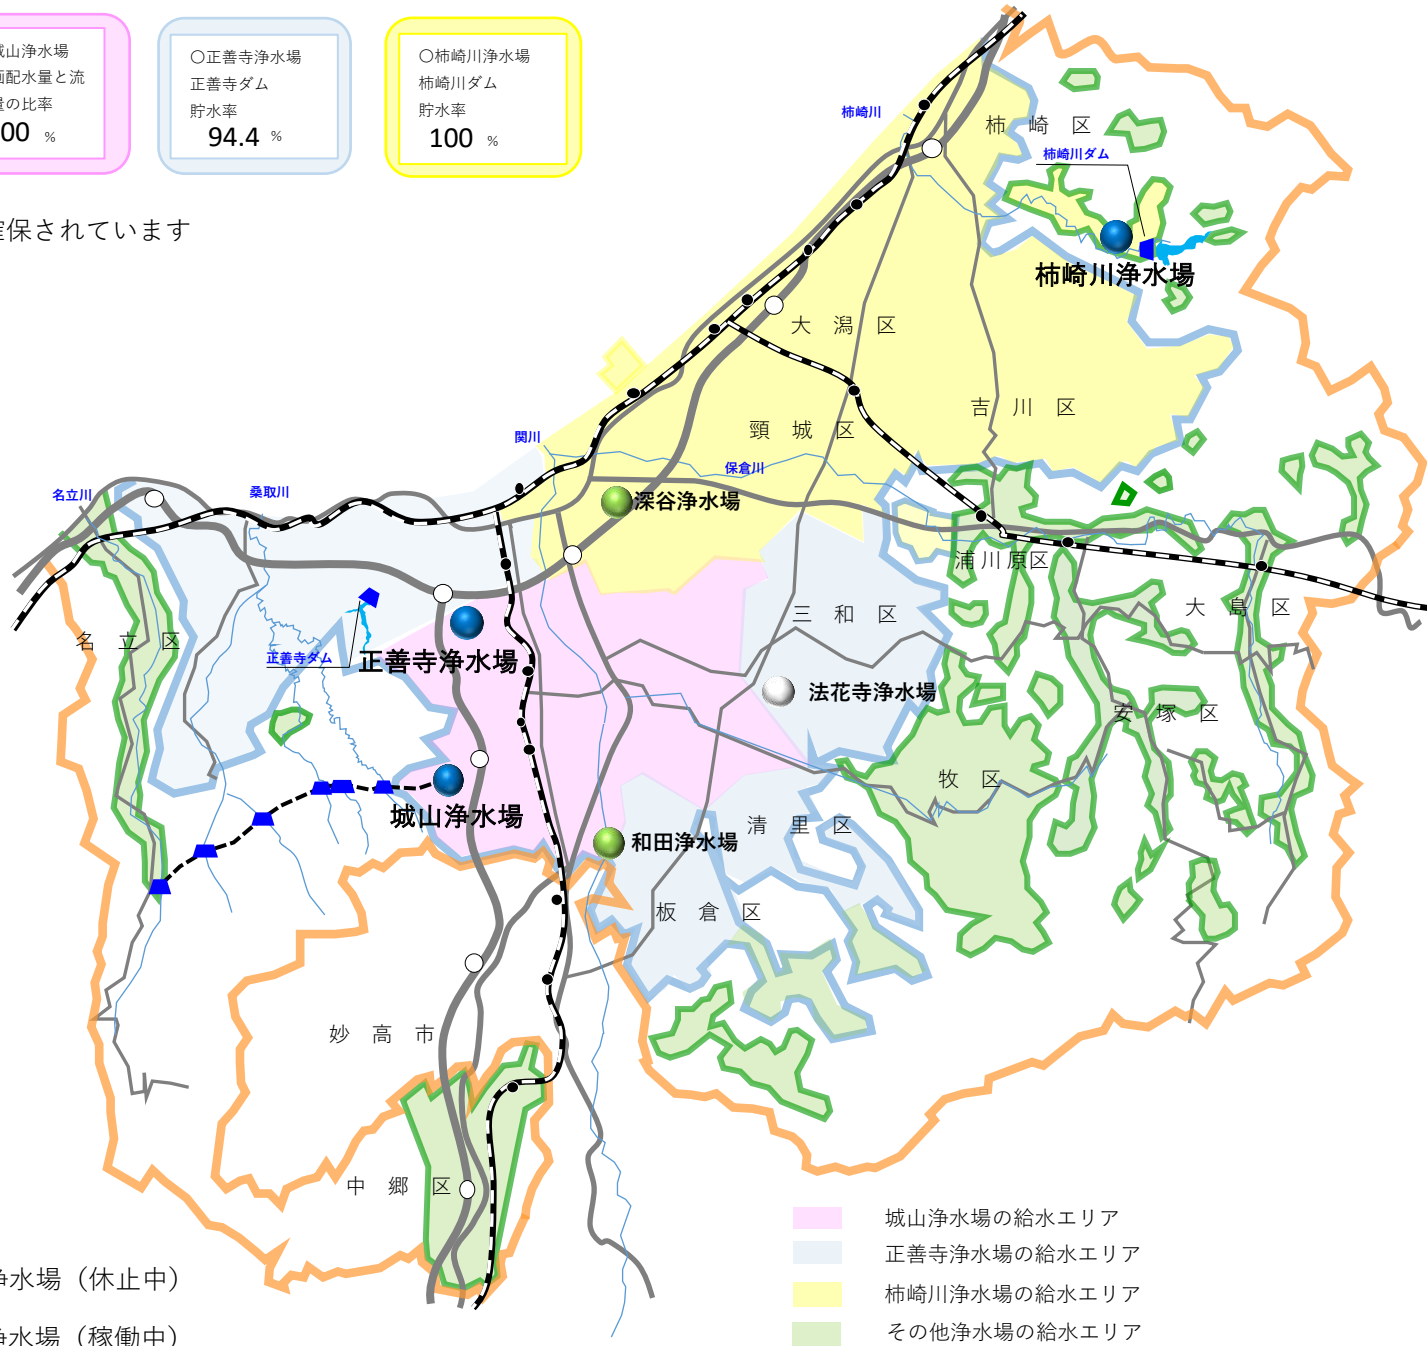 城山浄水場
画配水量と流
量の比率
00 %
〇正善寺浄水場
正善寺ダム
貯水率
94.4 %
〇柿崎川浄水場
柿崎川ダム
貯水率
100 %
確保されています
柿崎川
柿崎区
柿崎川ダム
柿崎川浄水場
大潟区
吉川区
頸城区
関川
保倉川
名立川
桑取川
深谷浄水場
浦川原区
三和区
大島区
名立区
正善寺ダム
正善寺浄水場
法花寺浄水場
安塚区
牧区
城山浄水場
清里区
和田浄水場
板倉区
妙高市
中郷区
城山浄水場の給水エリア
正善寺浄水場の給水エリア
柿崎川浄水場の給水エリア
その他浄水場の給水エリア
浄水場（休止中）
浄水場（稼働中）